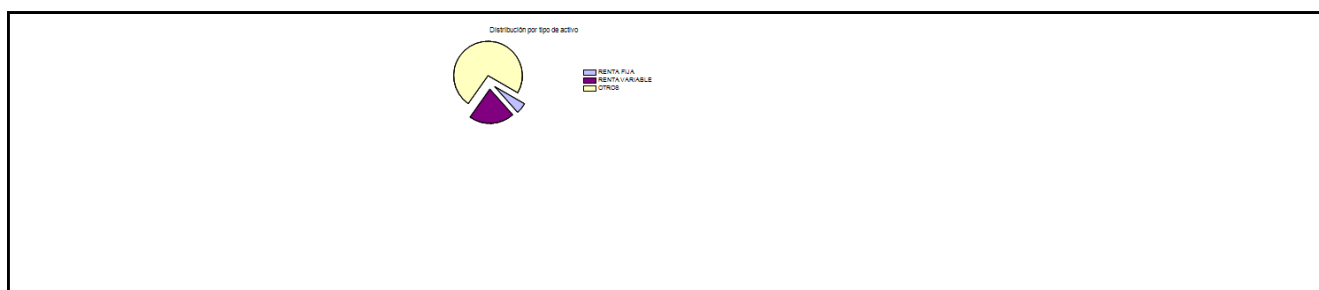 Distribución por tipo de activo
RENTA FIJA
RENTA VARIABLE
OTROS